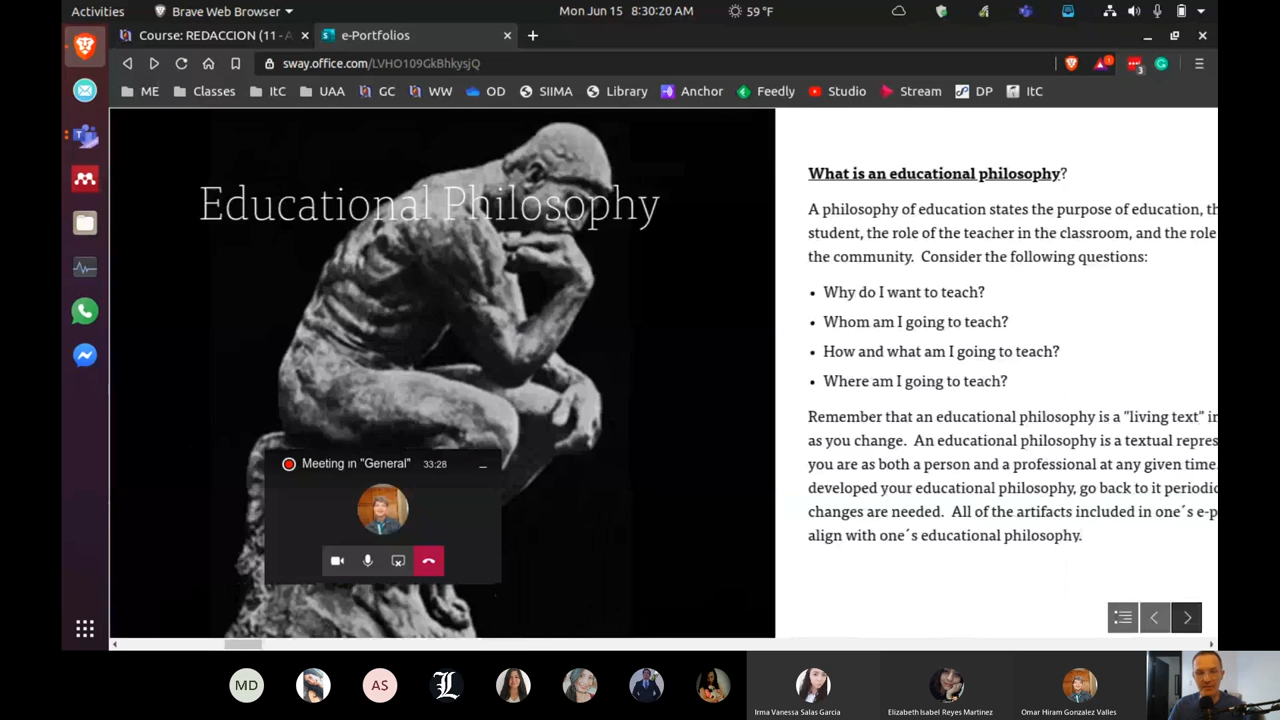 Activities
Brave Web Browser
Mon Jun 15 8:30:20 AM
59 °F
Course: REDACCION (11 - A
e-Portfolios
sway.office.com/LVHO109GkBhkysjQ
1
3
ME
Classes
ItC
UAA
GC
WW
OD
SIIMA
Library
Anchor
Feedly
Studio
Stream
DP
ItC
Educational Philosophy
What is an educational philosophy?
A philosophy of education states the purpose of education, th
student, the role of the teacher in the classroom, and the role
the community. Consider the following questions:
• Why do I want to teach?
• Whom am I going to teach?
• How and what am I going to teach?
• Where am I going to teach?
Remember that an educational philosophy is a "living text" in
as you change. An educational philosophy is a textual repres
you are as both a person and a professional at any given time.
developed your educational philosophy, go back to it periodic
changes are needed. All of the artifacts included in one´s e-p
align with one´s educational philosophy.
Meeting in "General"
33:28
MD
AS
L
Irma Vanessa Salas Garcia
Elizabeth Isabel Reyes Martinez
Omar Hiram Gonzalez Valles